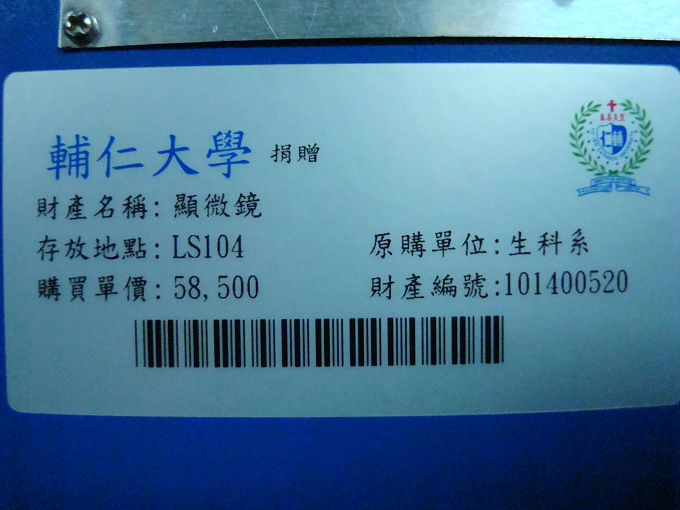 輔仁大學 捐贈
財產名稱: 顯微鏡
存放地點: LS104 原購單位: 生科系
購買單價: 58,500 財產編號:101400520